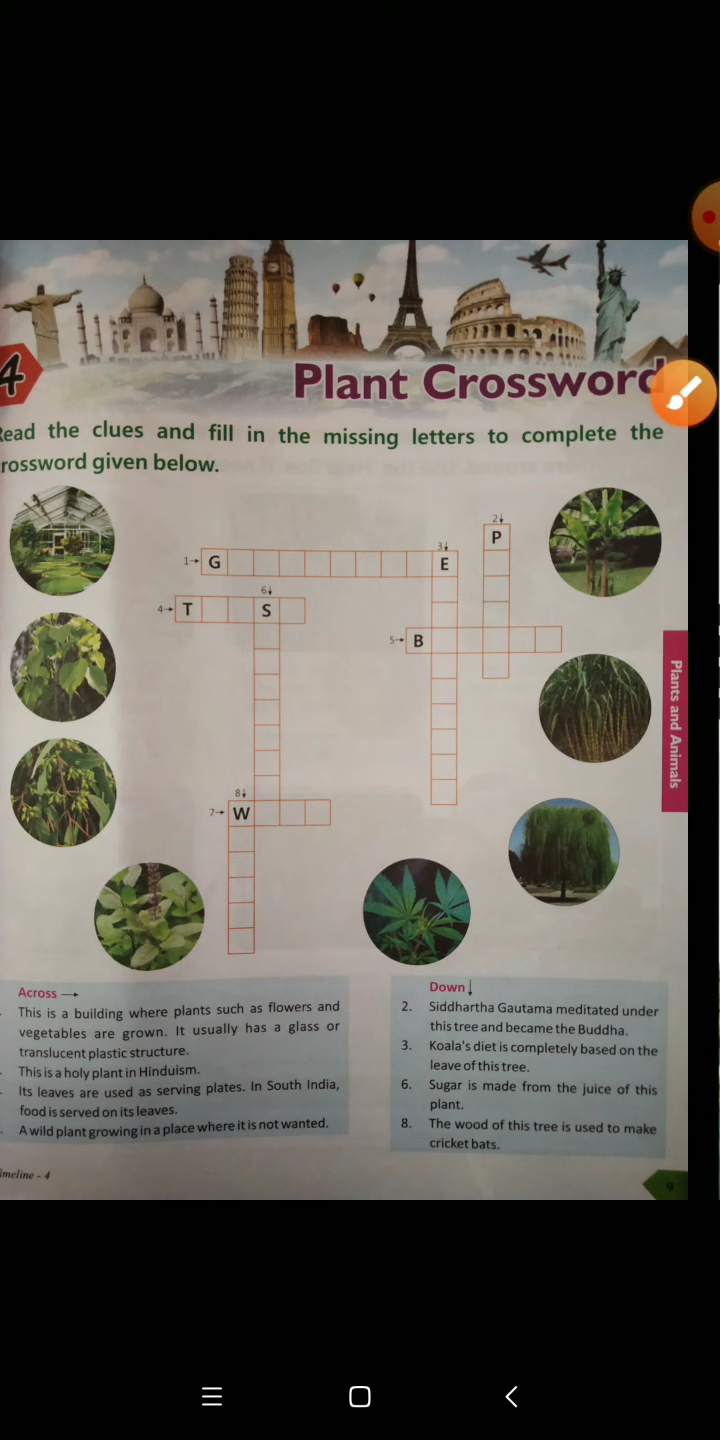 4
Plant Crossword
Read the clues and fill in the missing letters to complete the
rossword given below.
2↓
P
3↓
1→ G E
6↓
4→ T S
5→ B
8↓
7→ W
Plants and Animals
Across →
This is a building where plants such as flowers and
vegetables are grown. It usually has a glass or
translucent plastic structure.
This is a holy plant in Hinduism.
Its leaves are used as serving plates. In South India,
food is served on its leaves.
A wild plant growing in a place where it is not wanted.
Down↓
2. Siddhartha Gautama meditated under
this tree and became the Buddha.
3. Koala's diet is completely based on the
leave of this tree.
6. Sugar is made from the juice of this
plant.
8. The wood of this tree is used to make
cricket bats.
imeline - 4
9